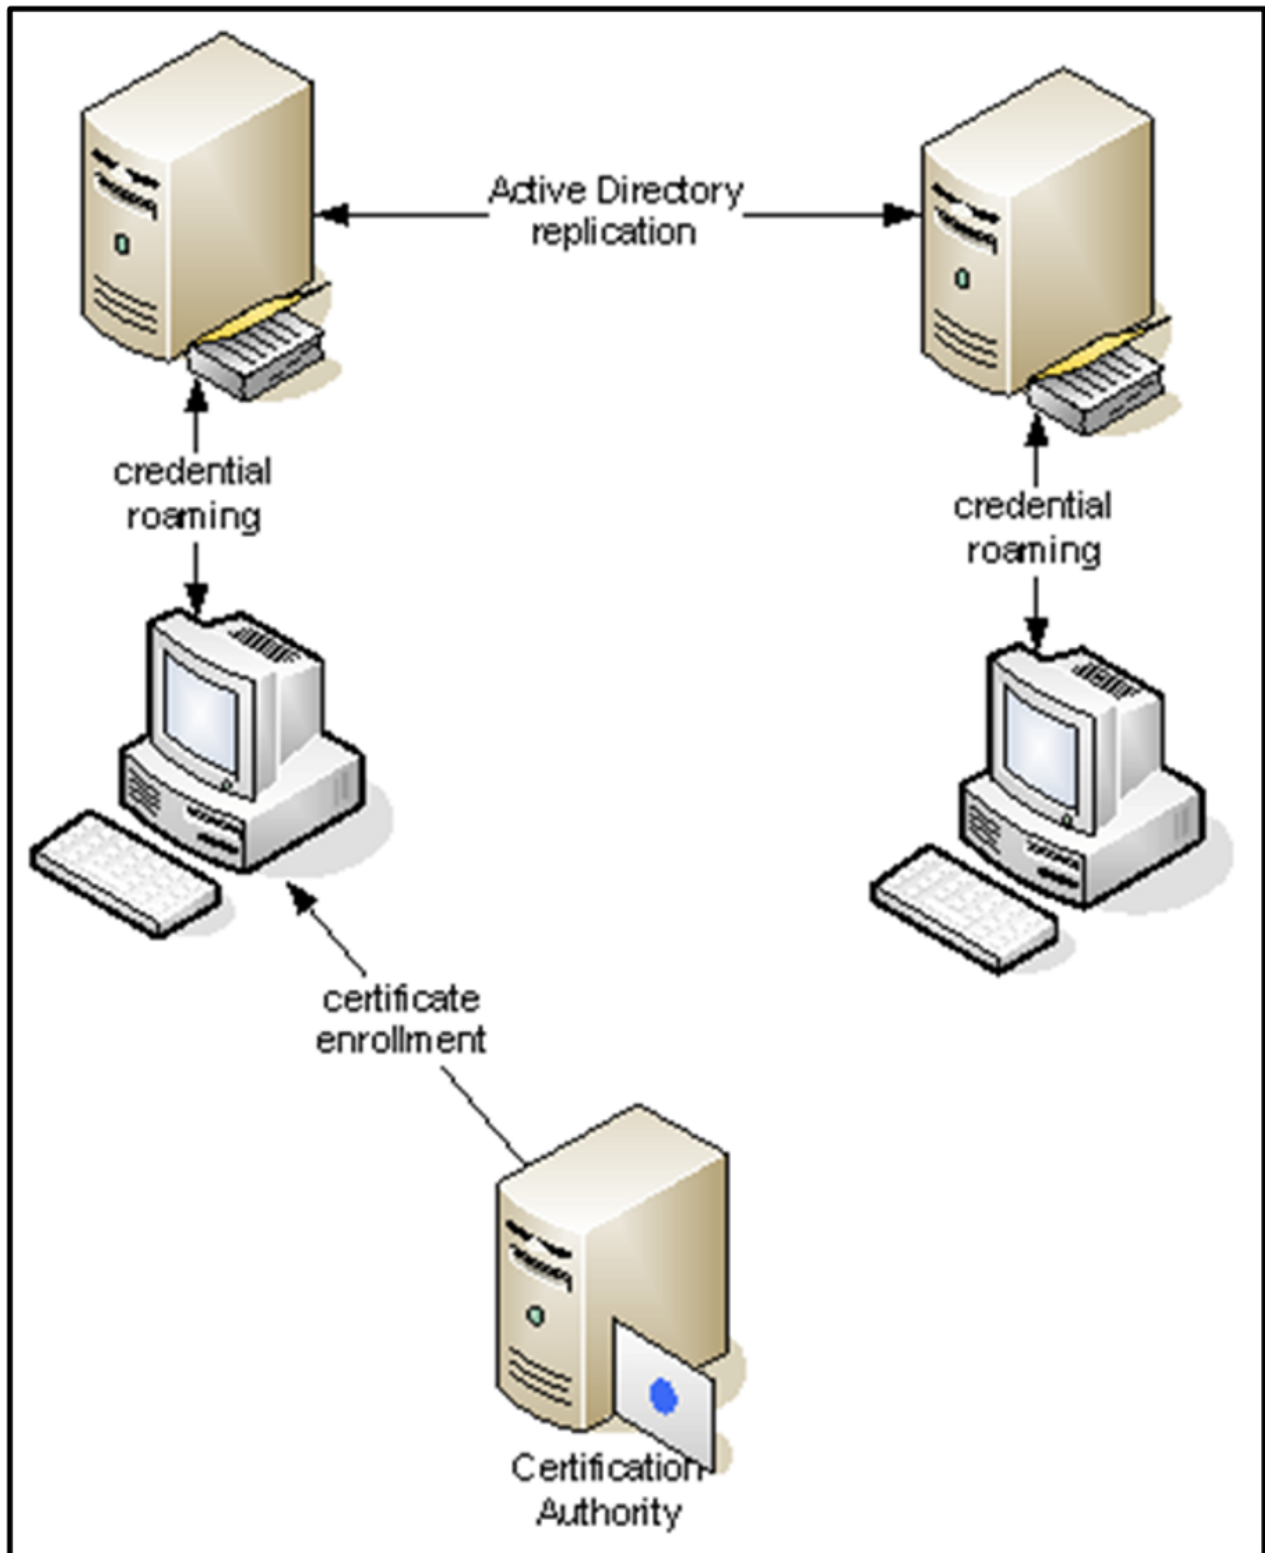 Active Directory
replication
credential
roaming
credential
roaming
certificate
enrollment
Certification
Authority